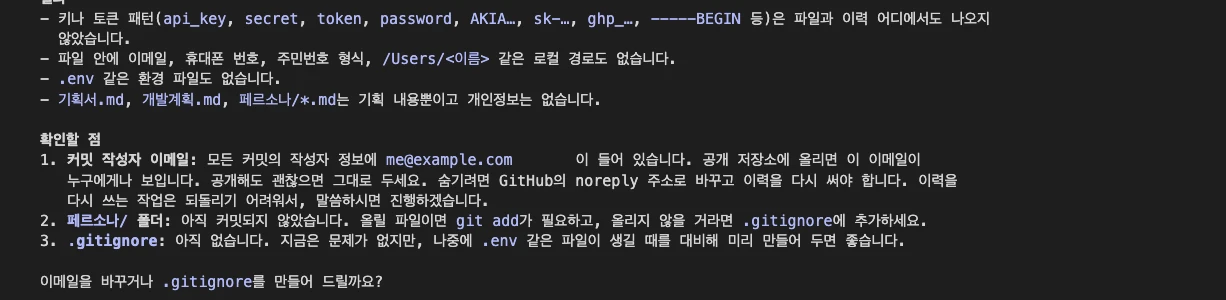 - 키나 토큰 패턴(api_key, secret, token, password, AKIA…, sk-…, ghp_…, -----BEGIN 등)은 파일과 이력 어디에서도 나오지
않았습니다.
- 파일 안에 이메일, 휴대폰 번호, 주민번호 형식, /Users/<이름> 같은 로컬 경로도 없습니다.
- .env 같은 환경 파일도 없습니다.
- 기획서.md, 개발계획.md, 페르소나/*.md는 기획 내용뿐이고 개인정보는 없습니다.
확인할 점
1. 커밋 작성자 이메일: 모든 커밋의 작성자 정보에 me@example.com 이 들어 있습니다. 공개 저장소에 올리면 이 이메일이
누구에게나 보입니다. 공개해도 괜찮으면 그대로 두세요. 숨기려면 GitHub의 noreply 주소로 바꾸고 이력을 다시 써야 합니다. 이력을
다시 쓰는 작업은 되돌리기 어려워서, 말씀하시면 진행하겠습니다.
2. 페르소나/ 폴더: 아직 커밋되지 않았습니다. 올릴 파일이면 git add가 필요하고, 올리지 않을 거라면 .gitignore에 추가하세요.
3. .gitignore: 아직 없습니다. 지금은 문제가 없지만, 나중에 .env 같은 파일이 생길 때를 대비해 미리 만들어 두면 좋습니다.
이메일을 바꾸거나 .gitignore를 만들어 드릴까요?